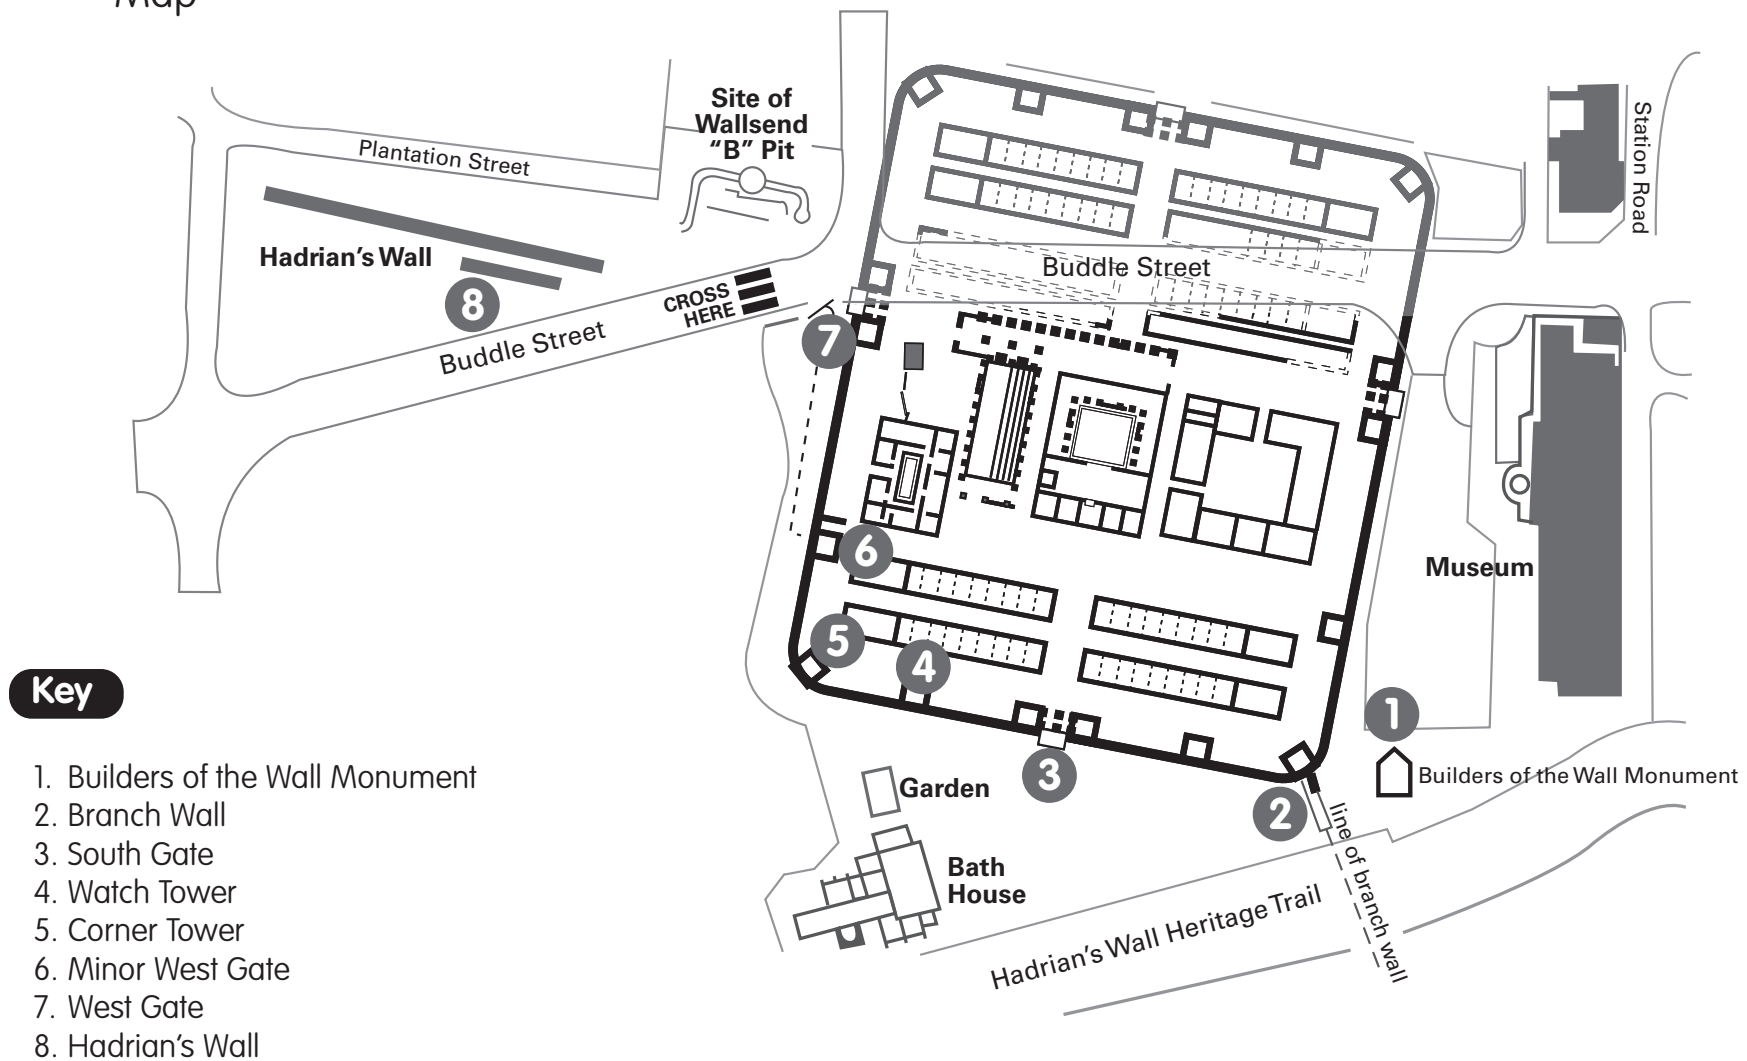 Map
Site of
Wallsend
“B” Pit
Plantation Street
Station Road
Hadrian’s Wall
Buddle Street
CROSS
HERE
8
7
Buddle Street
6
Museum
5
4
Key
1
3
2
Garden
Builders of the Wall Monument
line of branch wall
Bath
House
Hadrian’s Wall Heritage Trail
1. Builders of the Wall Monument
2. Branch Wall
3. South Gate
4. Watch Tower
5. Corner Tower
6. Minor West Gate
7. West Gate
8. Hadrian’s Wall